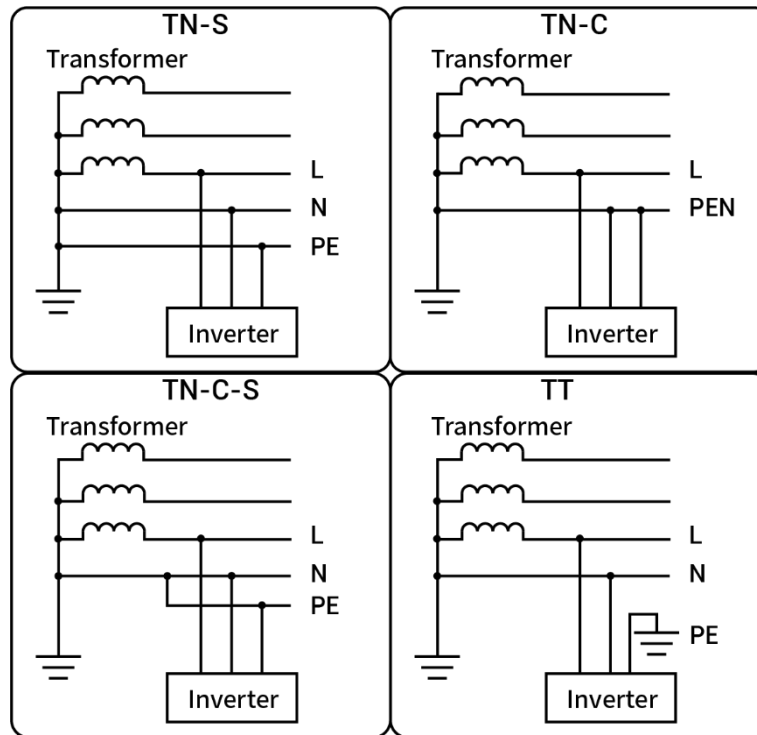 TN-S
Transformer
L
N
PE
Inverter
TN-C
Transformer
L
PEN
Inverter
TN-C-S
Transformer
L
N
PE
Inverter
TT
Transformer
L
N
PE
Inverter